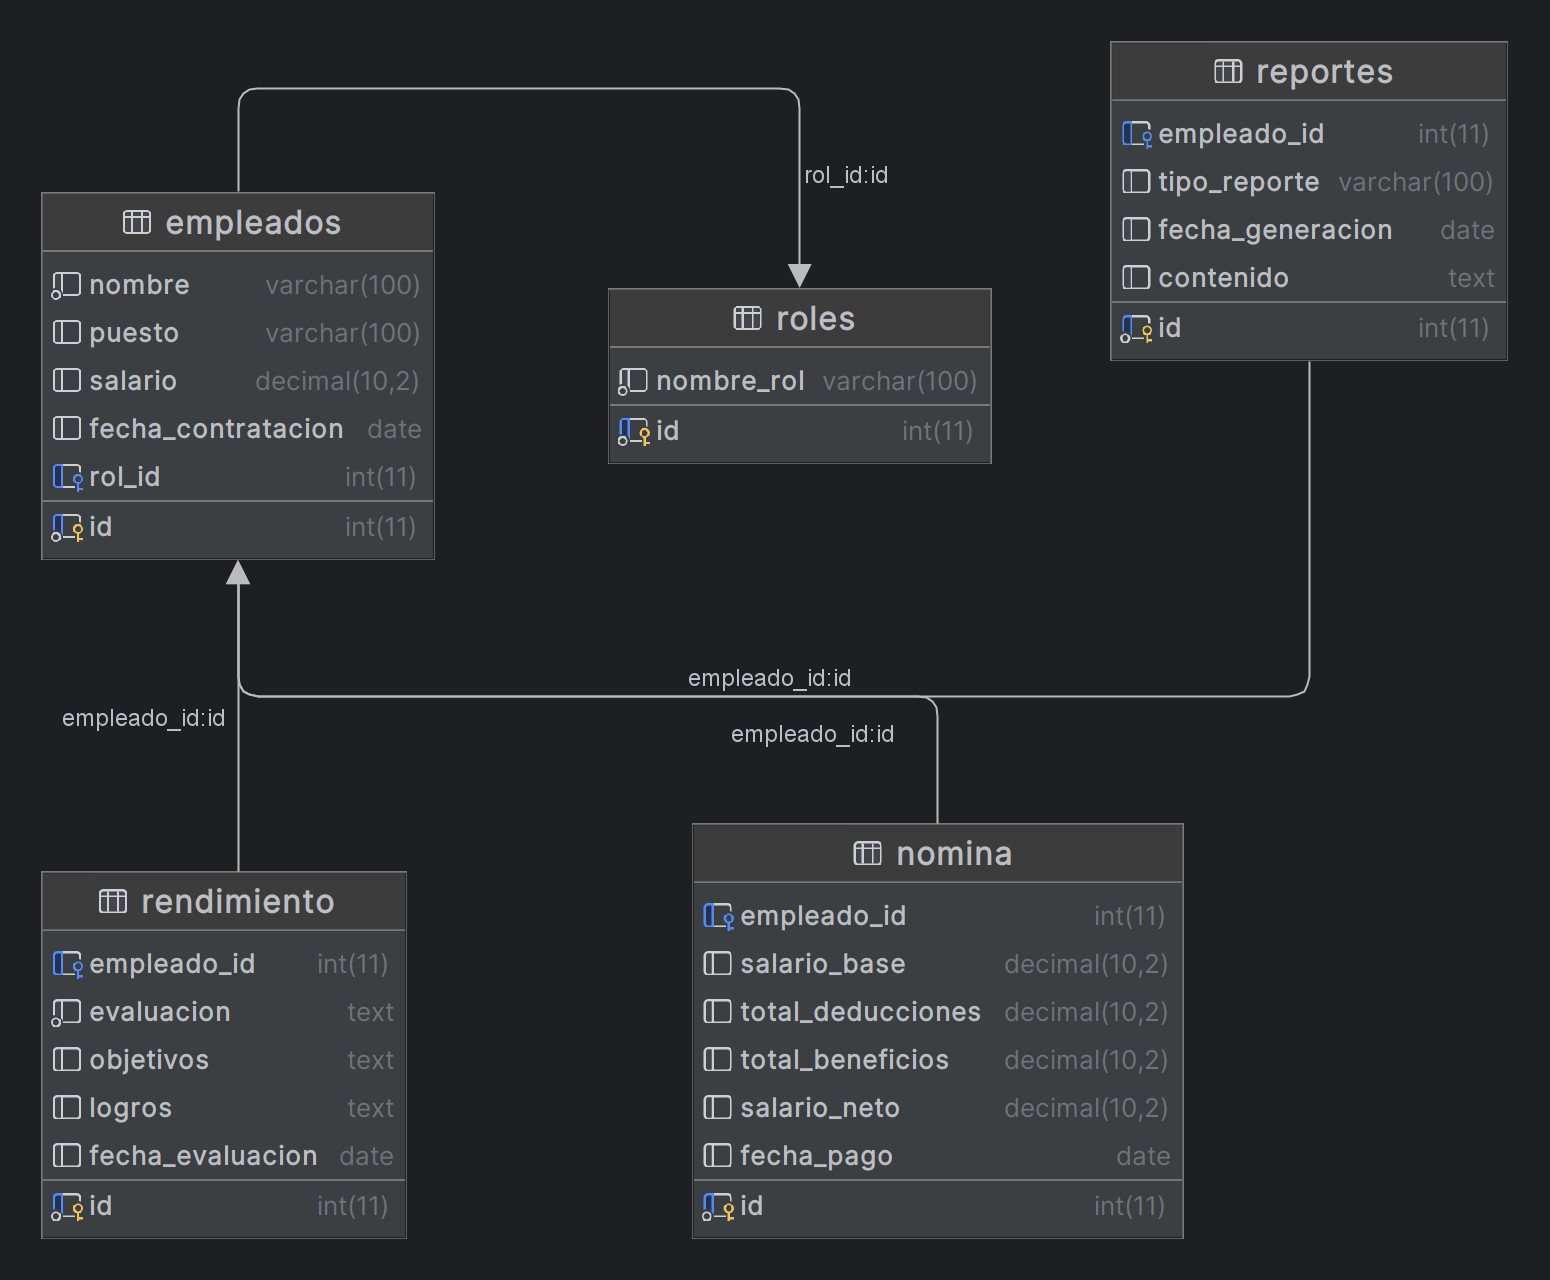 empleados
nombre varchar(100)
puesto varchar(100)
salario decimal(10,2)
fecha_contratacion date
rol_id int(11)
id int(11)
rol_id:id
roles
nombre_rol varchar(100)
id int(11)
reportes
empleado_id int(11)
tipo_reporte varchar(100)
fecha_generacion date
contenido text
id int(11)
empleado_id:id
empleado_id:id
empleado_id:id
rendimiento
empleado_id int(11)
evaluacion text
objetivos text
logros text
fecha_evaluacion date
id int(11)
nomina
empleado_id int(11)
salario_base decimal(10,2)
total_deducciones decimal(10,2)
total_beneficios decimal(10,2)
salario_neto decimal(10,2)
fecha_pago date
id int(11)